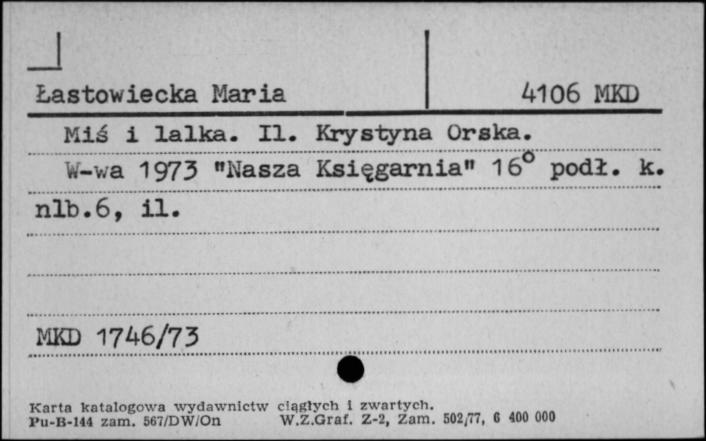 Łastowiecka Maria 4106 MKD
Miś i lalka. Il. Krystyna Orska.
W-wa 1973 "Nasza Księgarnia" 16° podł. k.
nlb.6, il.
MKD 1746/73
Karta katalogowa wydawnictw ciągłych i zwartych.
Pu-B-144 zam. 567/DW/On W.Z.Graf. Z-2, Zam. 502/77, 6 400 000